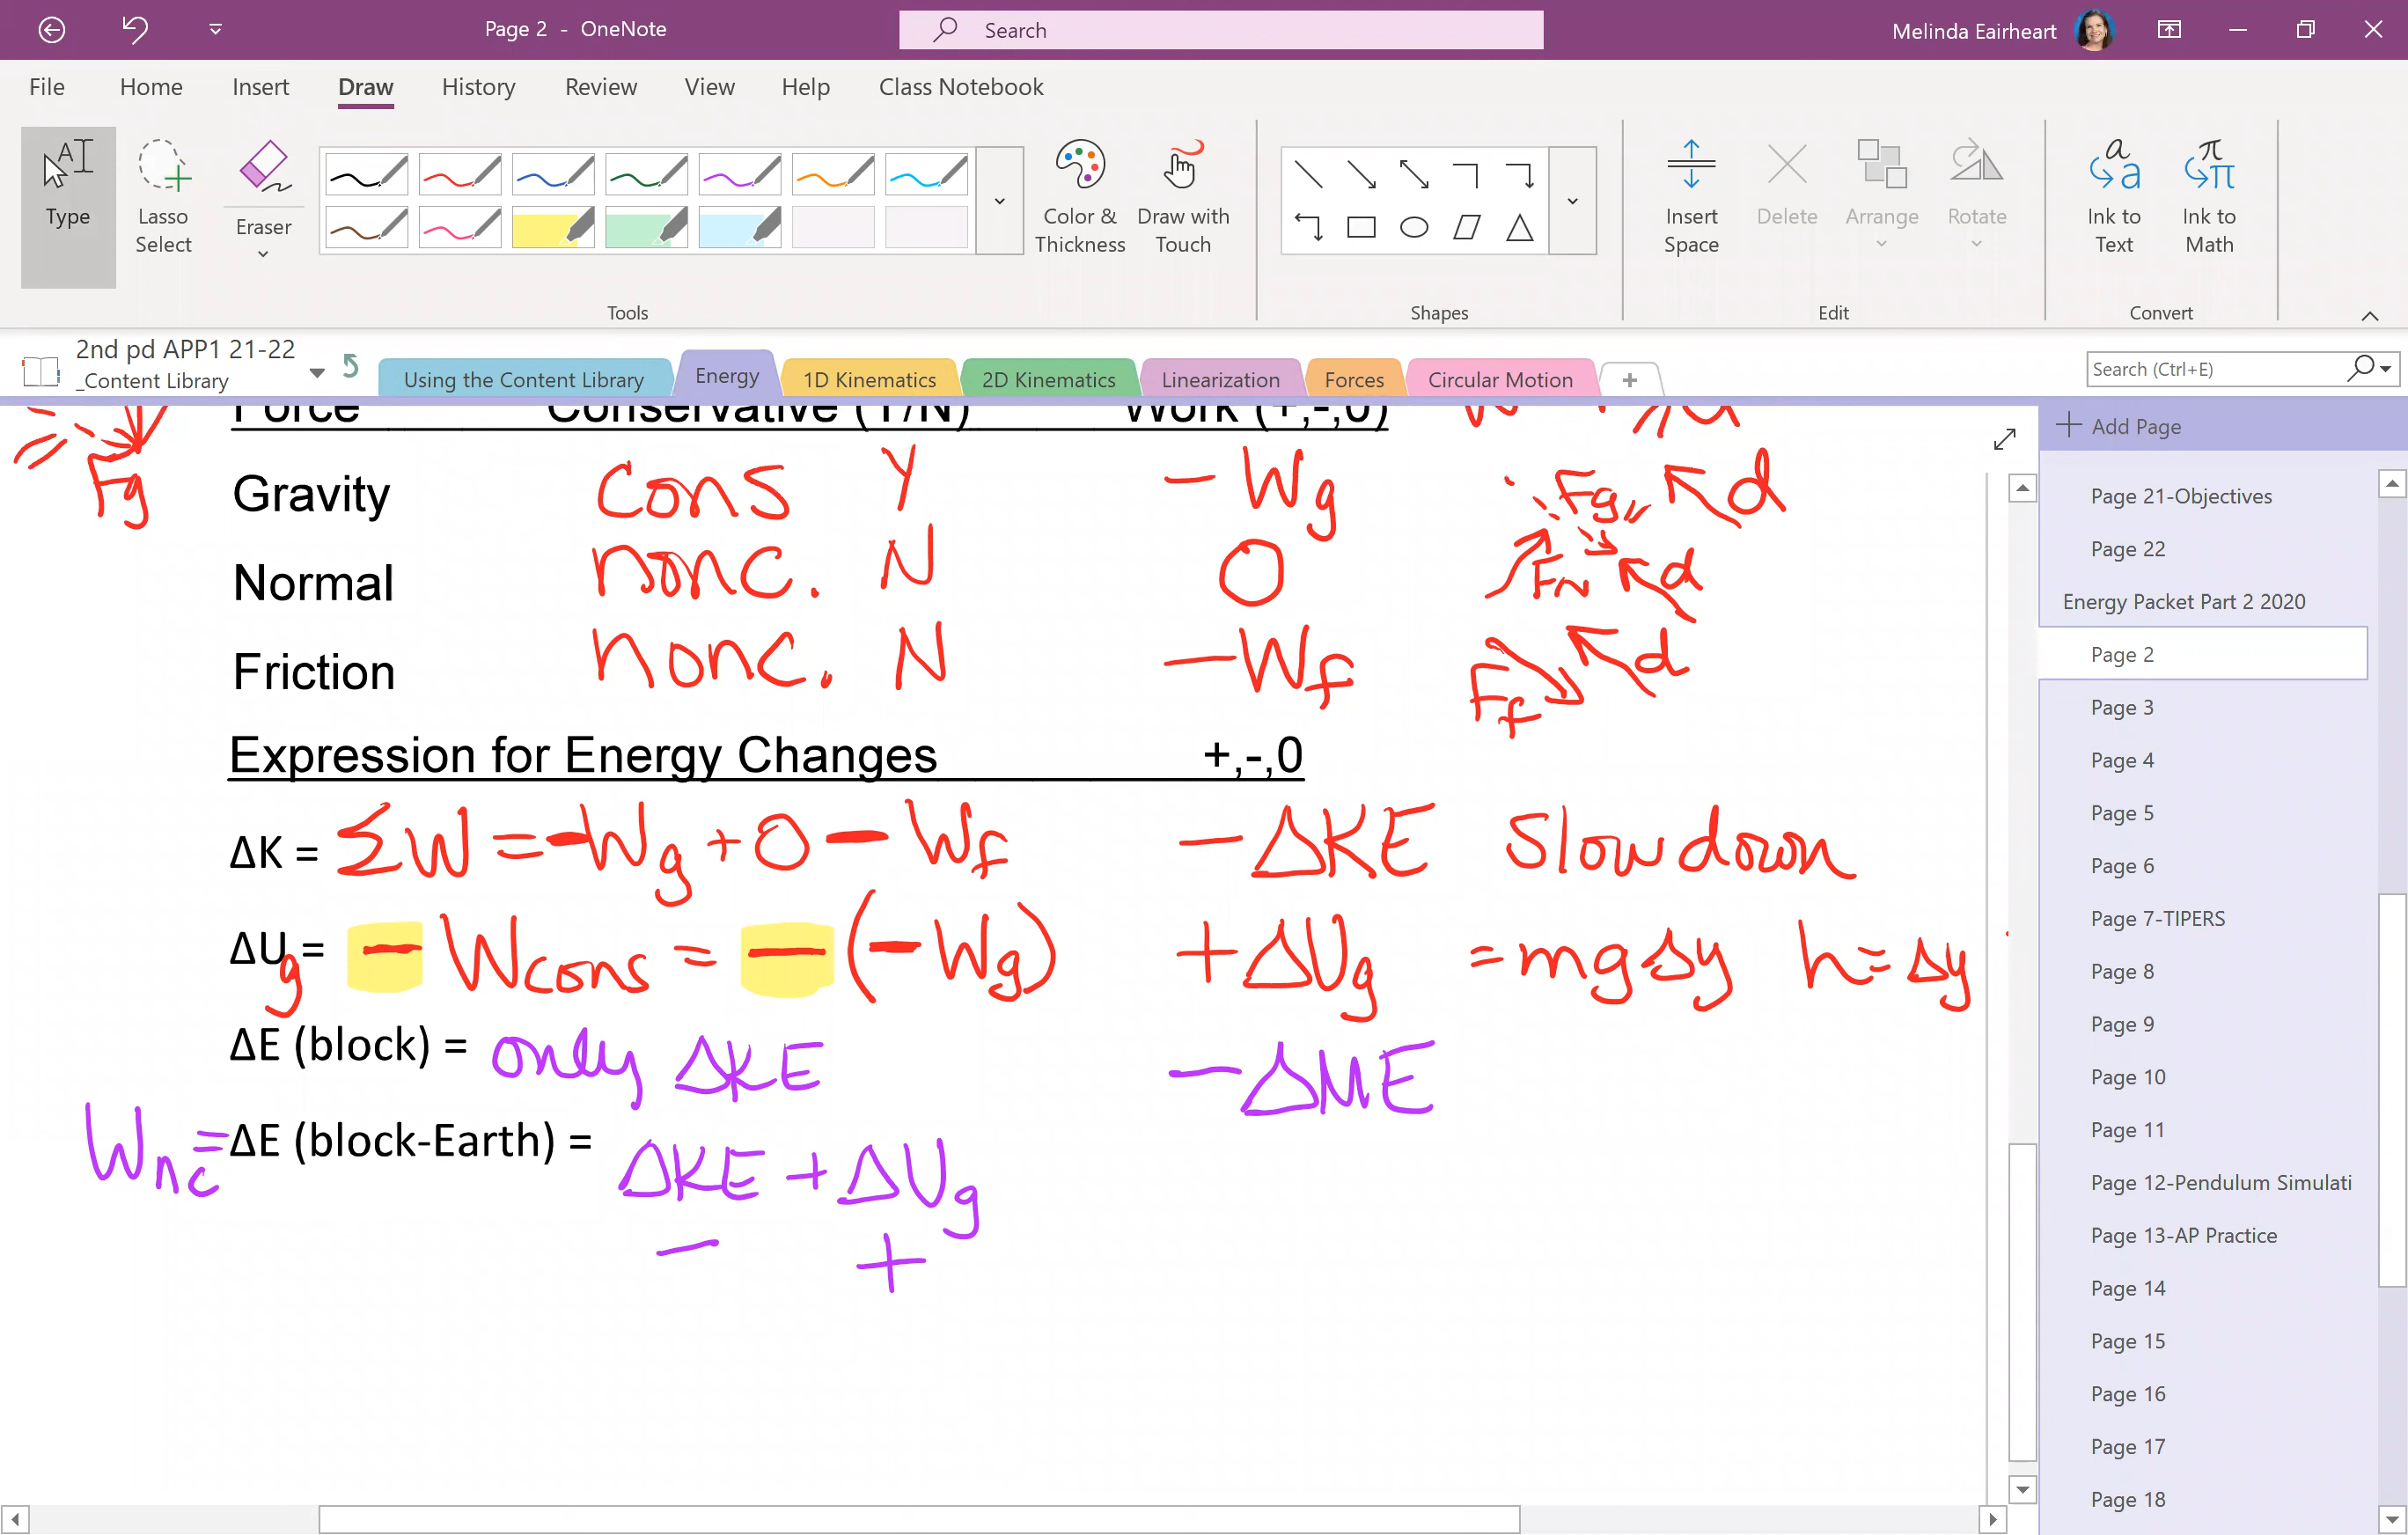 Page 2 - OneNote
Search
Melinda Eairheart
File Home Insert Draw History Review View Help Class Notebook
Type
Lasso Select
Eraser
Color & Thickness
Draw with Touch
Insert Space
Delete
Arrange
Rotate
Ink to Text
Ink to Math
Tools Shapes Edit Convert
2nd pd APP1 21-22
_Content Library
Using the Content Library Energy 1D Kinematics 2D Kinematics Linearization Forces Circular Motion +
Search (Ctrl+E)
Force Conservative (Y/N) Work (+,-,0)
Fg
Gravity cons Y - Wg Fg,, d
Normal nonc. N 0 FN d
Friction nonc. N - Wf Ff d
Expression for Energy Changes +,-,0
ΔK = ΣW = -Wg + 0 - Wf - ΔKE Slow down
ΔUg = - Wcons = - (- Wg) + ΔUg = mgΔy h = Δy
ΔE (block) = only ΔKE - ΔME
Wnc = ΔE (block-Earth) = ΔKE + ΔUg
- +
Add Page
Page 21-Objectives
Page 22
Energy Packet Part 2 2020
Page 2
Page 3
Page 4
Page 5
Page 6
Page 7-TIPERS
Page 8
Page 9
Page 10
Page 11
Page 12-Pendulum Simulati
Page 13-AP Practice
Page 14
Page 15
Page 16
Page 17
Page 18